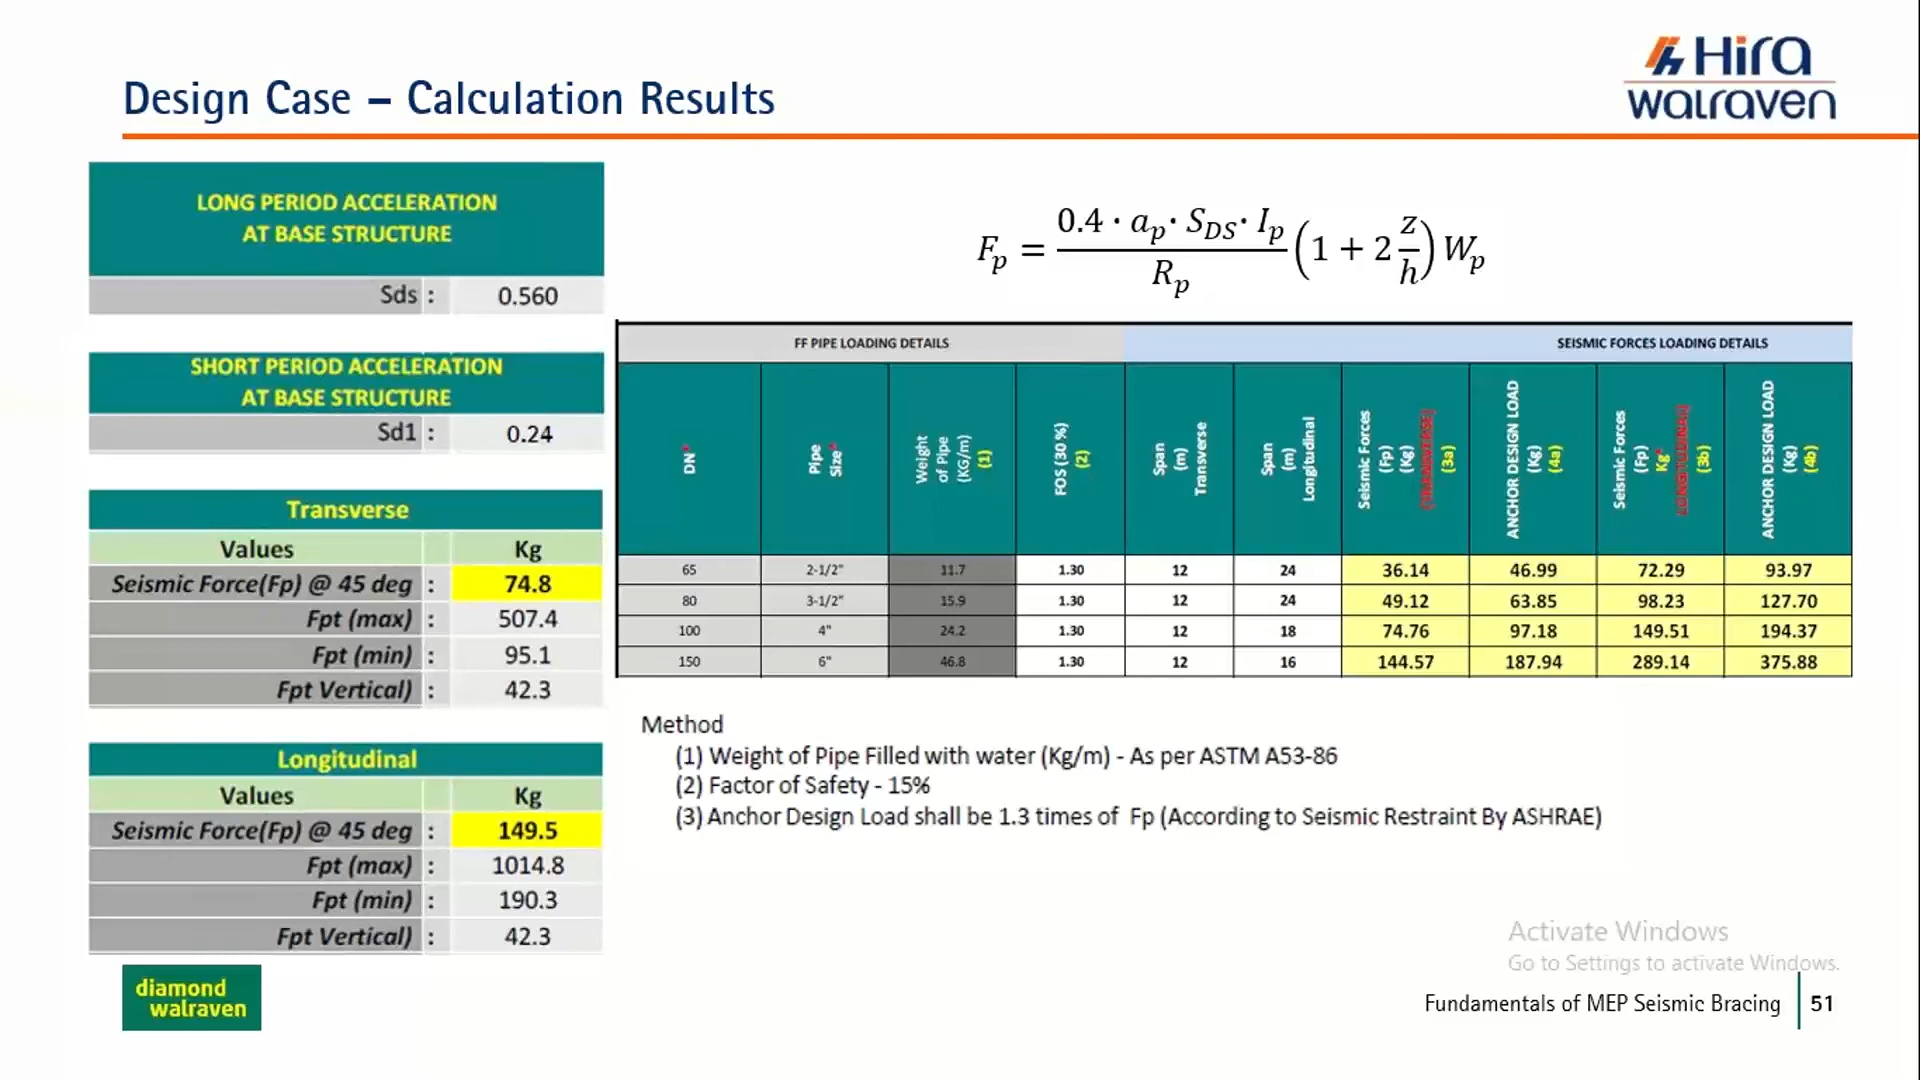 Design Case – Calculation Results
Hira
walraven
LONG PERIOD ACCELERATION
AT BASE STRUCTURE
Sds : 0.560
SHORT PERIOD ACCELERATION
AT BASE STRUCTURE
Sd1 : 0.24
Transverse
Values Kg
Seismic Force(Fp) @ 45 deg : 74.8
Fpt (max) : 507.4
Fpt (min) : 95.1
Fpt Vertical) : 42.3
Longitudinal
Values Kg
Seismic Force(Fp) @ 45 deg : 149.5
Fpt (max) : 1014.8
Fpt (min) : 190.3
Fpt Vertical) : 42.3
F_p = \frac{0.4 · a_p · S_{DS} · I_p}{R_p} (1 + 2 \frac{z}{h}) W_p
FF PIPE LOADING DETAILS SEISMIC FORCES LOADING DETAILS
DN*
Pipe
Size*
Weight
of Pipe
(KG/m)
(1)
FOS (30 %)
(2)
Span
(m)
Transverse
Span
(m)
Longitudinal
Seismic Forces
(Fp)
(Kg)
(TRANSVERSE)
(3a)
ANCHOR DESIGN LOAD
(Kg)
(4a)
Seismic Forces
(Fp)
Kg*
LONGITUDINAL
(3b)
ANCHOR DESIGN LOAD
(Kg)
(4b)
65 2-1/2" 11.7 1.30 12 24 36.14 46.99 72.29 93.97
80 3-1/2" 15.9 1.30 12 24 49.12 63.85 98.23 127.70
100 4" 24.2 1.30 12 18 74.76 97.18 149.51 194.37
150 6" 46.8 1.30 12 16 144.57 187.94 289.14 375.88
Method
(1) Weight of Pipe Filled with water (Kg/m) - As per ASTM A53-86
(2) Factor of Safety - 15%
(3) Anchor Design Load shall be 1.3 times of Fp (According to Seismic Restraint By ASHRAE)
Activate Windows
Go to Settings to activate Windows.
diamond
walraven
Fundamentals of MEP Seismic Bracing 51